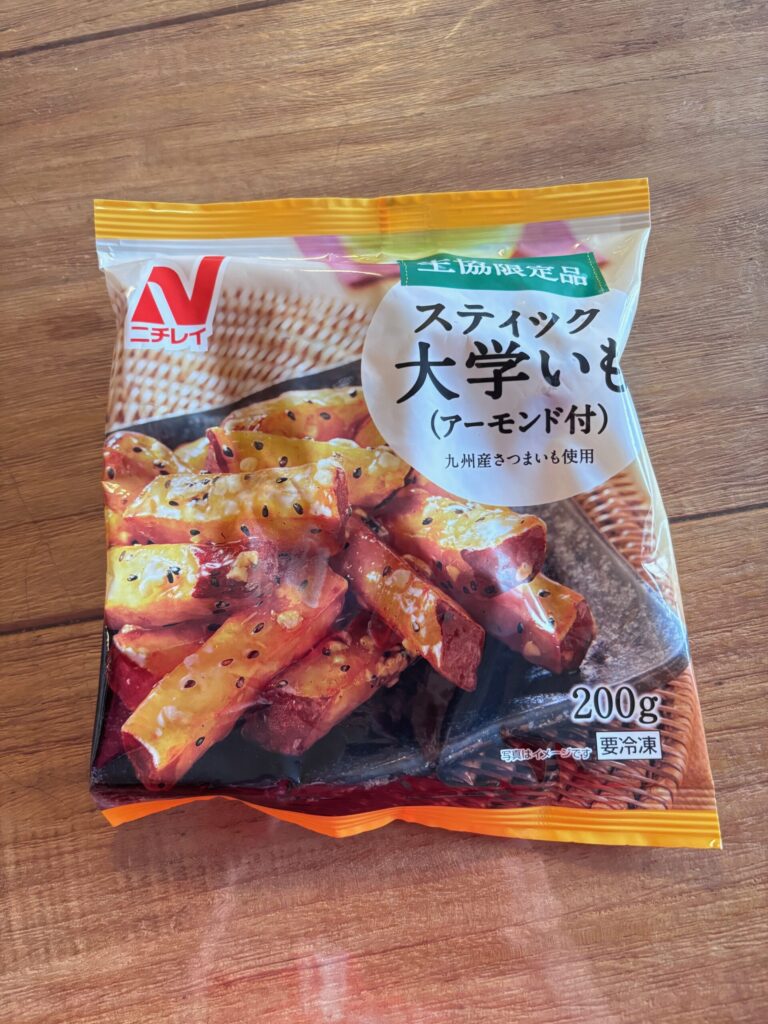 ニチレイ
生協限定品
スティック
大学いも
(アーモンド付)
九州産さつまいも使用
200g
写真はイメージです
要冷凍